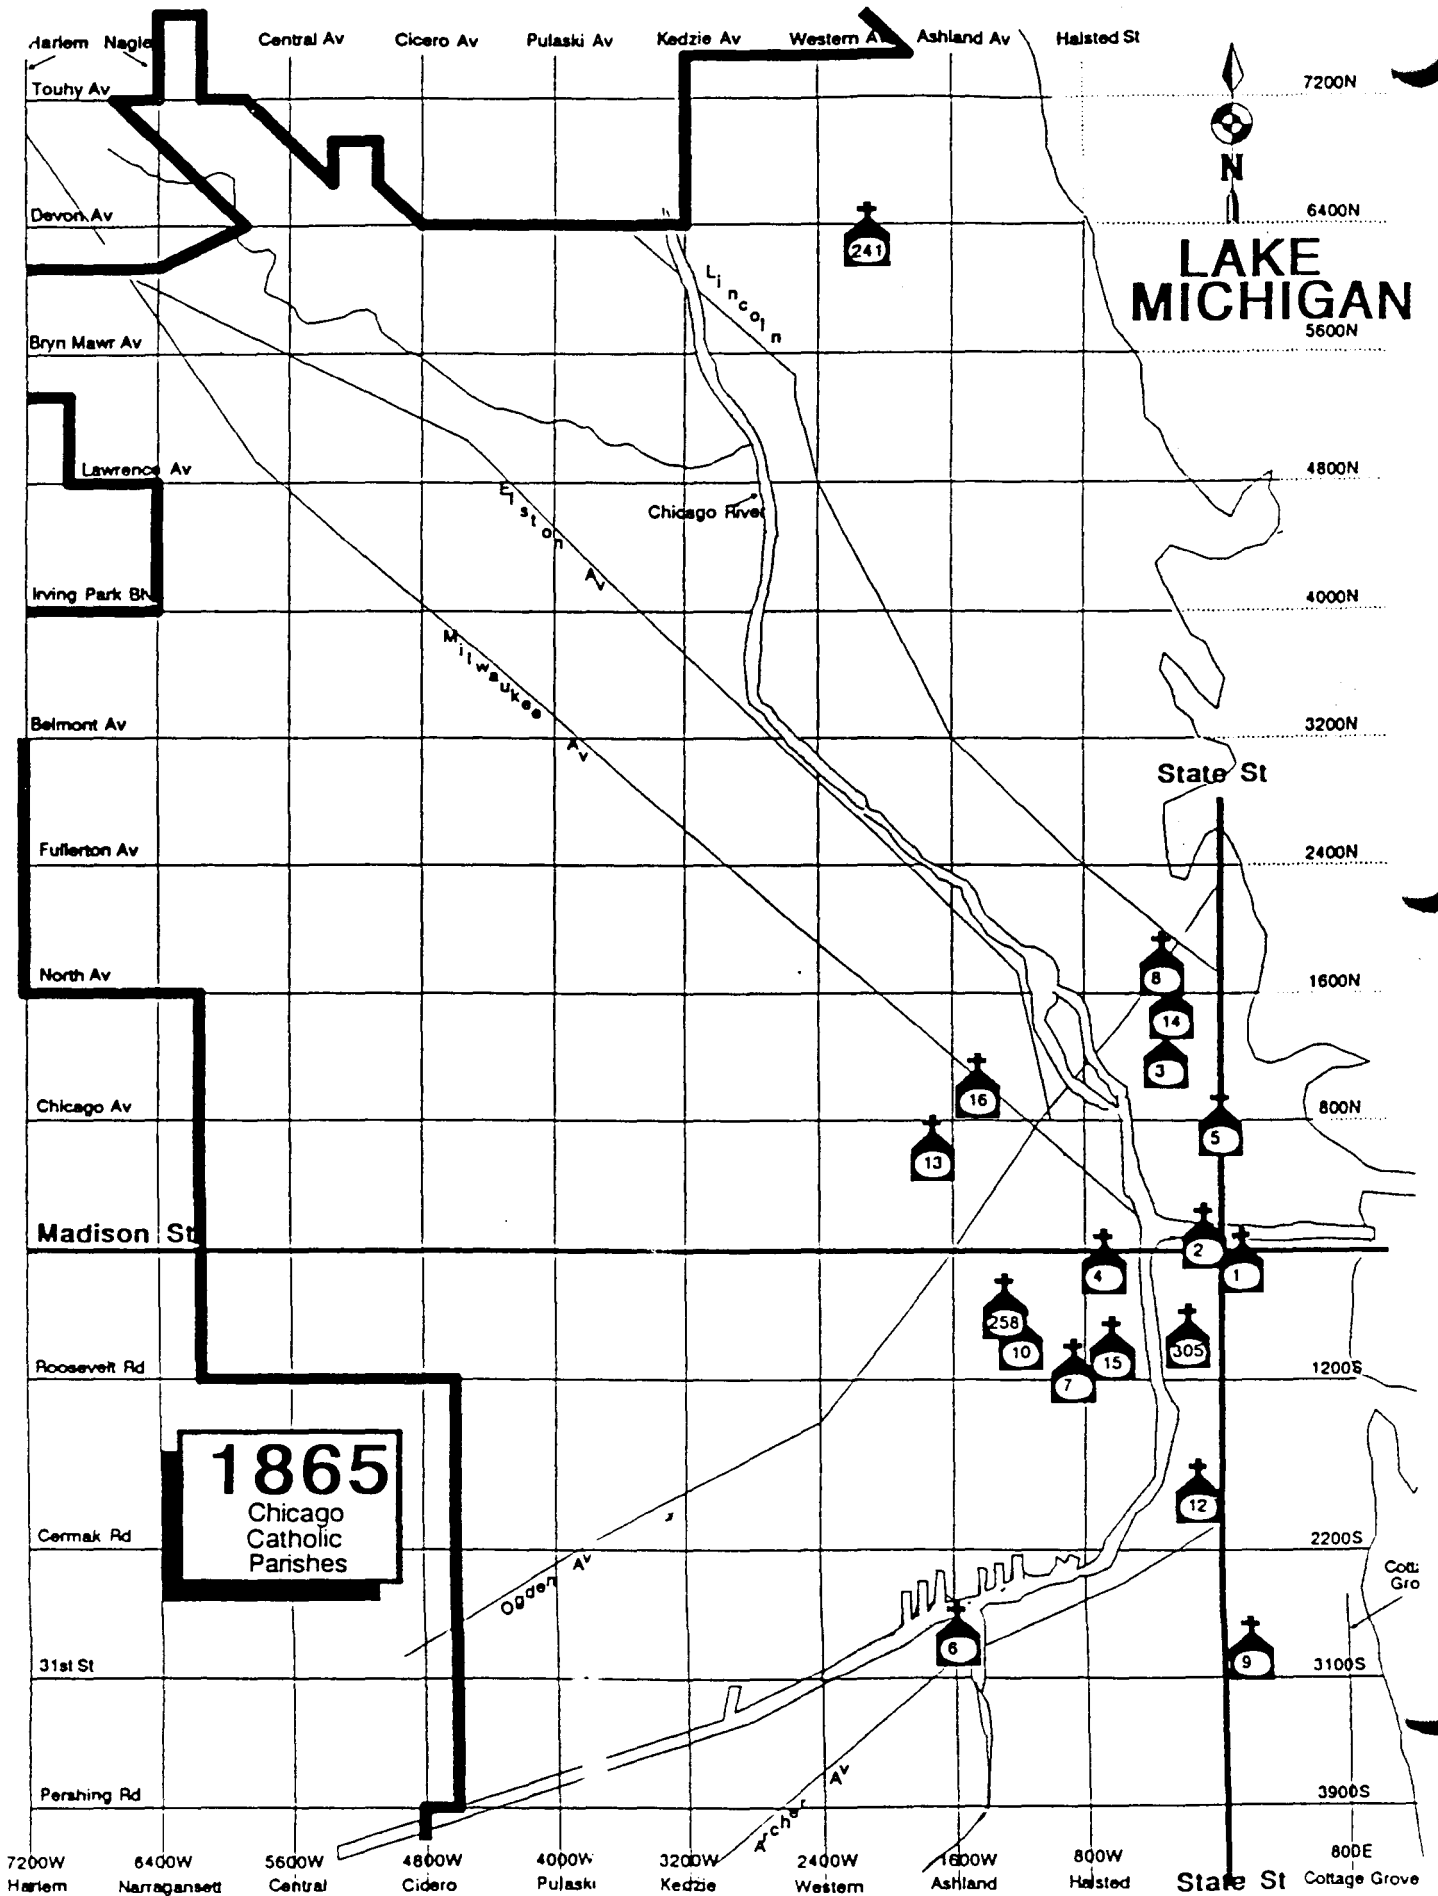 Harlem Nagle Central Av Cicero Av Pulaski Av Kedzie Av Western Av Ashland Av Halsted St
Touhy Av 7200N
N
Devon Av 6400N
241
LAKE
MICHIGAN
Lincoln
5600N
Bryn Mawr Av
Lawrence Av 4800N
Elston Av
Chicago River
Irving Park Blv 4000N
Milwaukee Av
Belmont Av 3200N
State St
Fullerton Av 2400N
8
North Av 1600N
14
3
16
Chicago Av 800N
5
13
Madison St
2
4 1
258
10 15 305
Roosevelt Rd 1200S
7
1865
Chicago
Catholic
Parishes
12
Cermak Rd 2200S
Ogden Av
Cott
Gro
6 9
31st St 3100S
Archer Av
Pershing Rd 3900S
7200W 6400W 5600W 4800W 4000W 3200W 2400W 1600W 800W 800E
Harlem Narragansett Central Cicero Pulaski Kedzie Western Ashland Halsted State St Cottage Grove